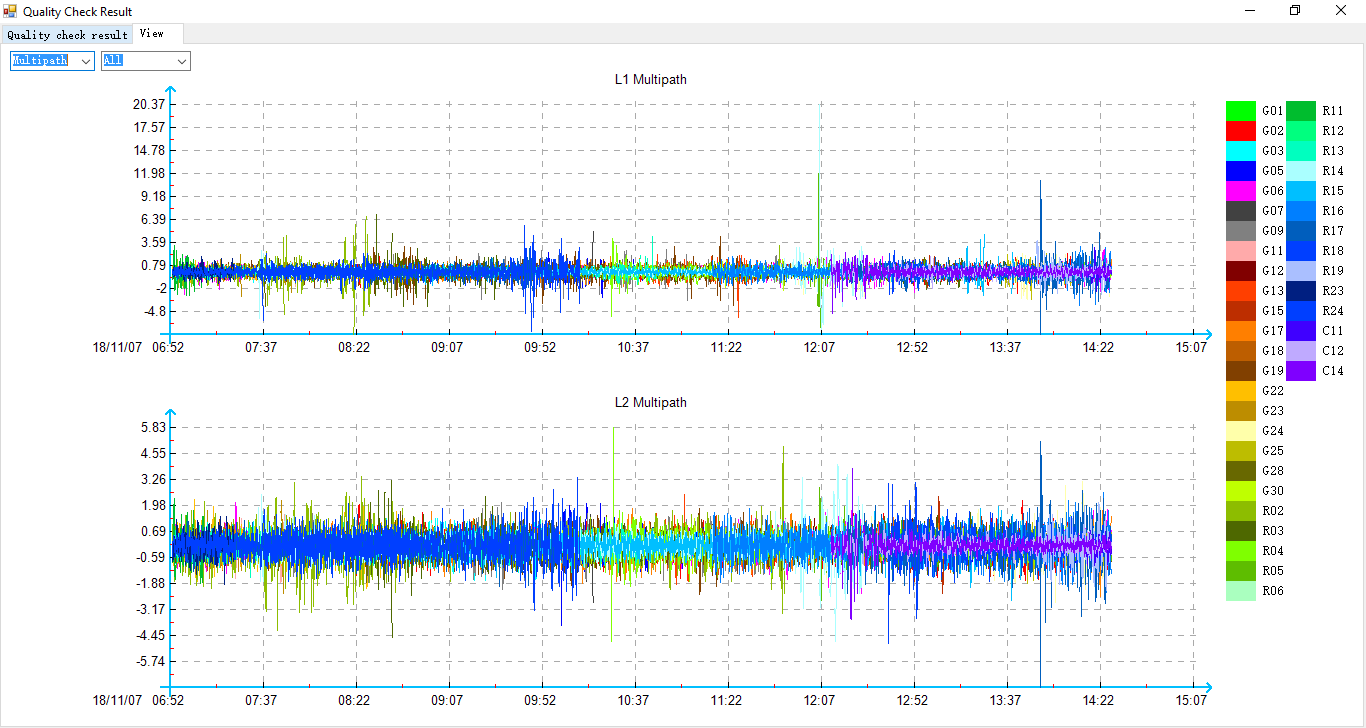 Quality Check Result
Quality check result View
Multipath All
L1 Multipath
20.37
17.57
14.78
11.98
9.18
6.39
3.59
0.79
-2
-4.8
18/11/07 06:52 07:37 08:22 09:07 09:52 10:37 11:22 12:07 12:52 13:37 14:22 15:07
L2 Multipath
5.83
4.55
3.26
1.98
0.69
-0.59
-1.88
-3.17
-4.45
-5.74
18/11/07 06:52 07:37 08:22 09:07 09:52 10:37 11:22 12:07 12:52 13:37 14:22 15:07
G01 R11
G02 R12
G03 R13
G05 R14
G06 R15
G07 R16
G09 R17
G11 R18
G12 R19
G13 R23
G15 R24
G17 C11
G18 C12
G19 C14
G22
G23
G24
G25
G28
G30
R02
R03
R04
R05
R06